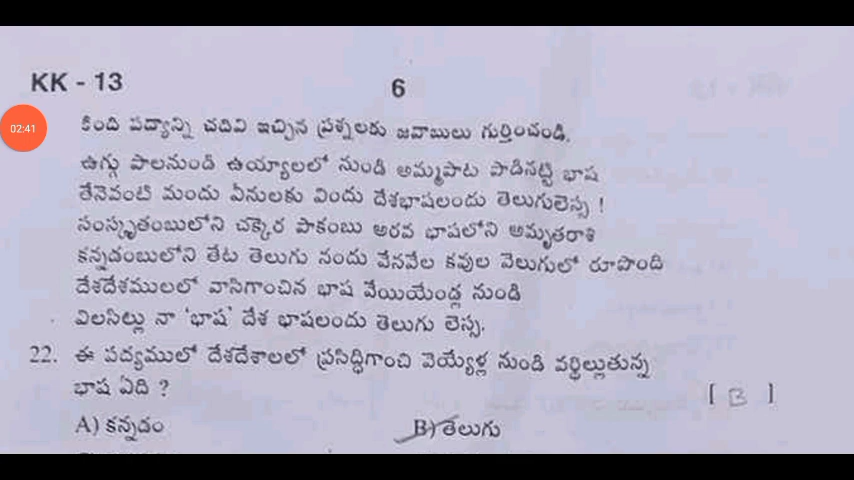 KK - 13
6
02:41
కింది పద్యాన్ని చదివి ఇచ్చిన ప్రశ్నలకు జవాబులు గుర్తించండి.
ఉగ్గు పాలనుండి ఉయ్యాలలో నుండి అమ్మపాట పాడినట్టి భాష
తేనెవంటి మందు వీనులకు విందు దేశభాషలందు తెలుగులెస్స !
సంస్కృతంబులోని చక్కెర పాకంబు అరవ భాషలోని అమృతరాశి
కన్నడంబులోని తేట తెలుగు నందు వేనవేల కవుల వెలుగులో రూపొంది
దేశదేశములలో వాసిగాంచిన భాష వేయియేండ్ల నుండి
విలసిల్లు నా 'భాష' దేశ భాషలందు తెలుగు లెస్స.
22. ఈ పద్యములో దేశదేశాలలో ప్రసిద్ధిగాంచి వెయ్యేళ్ల నుండి వర్ధిల్లుతున్న
భాష ఏది ?
[ B ]
A) కన్నడం B) తెలుగు